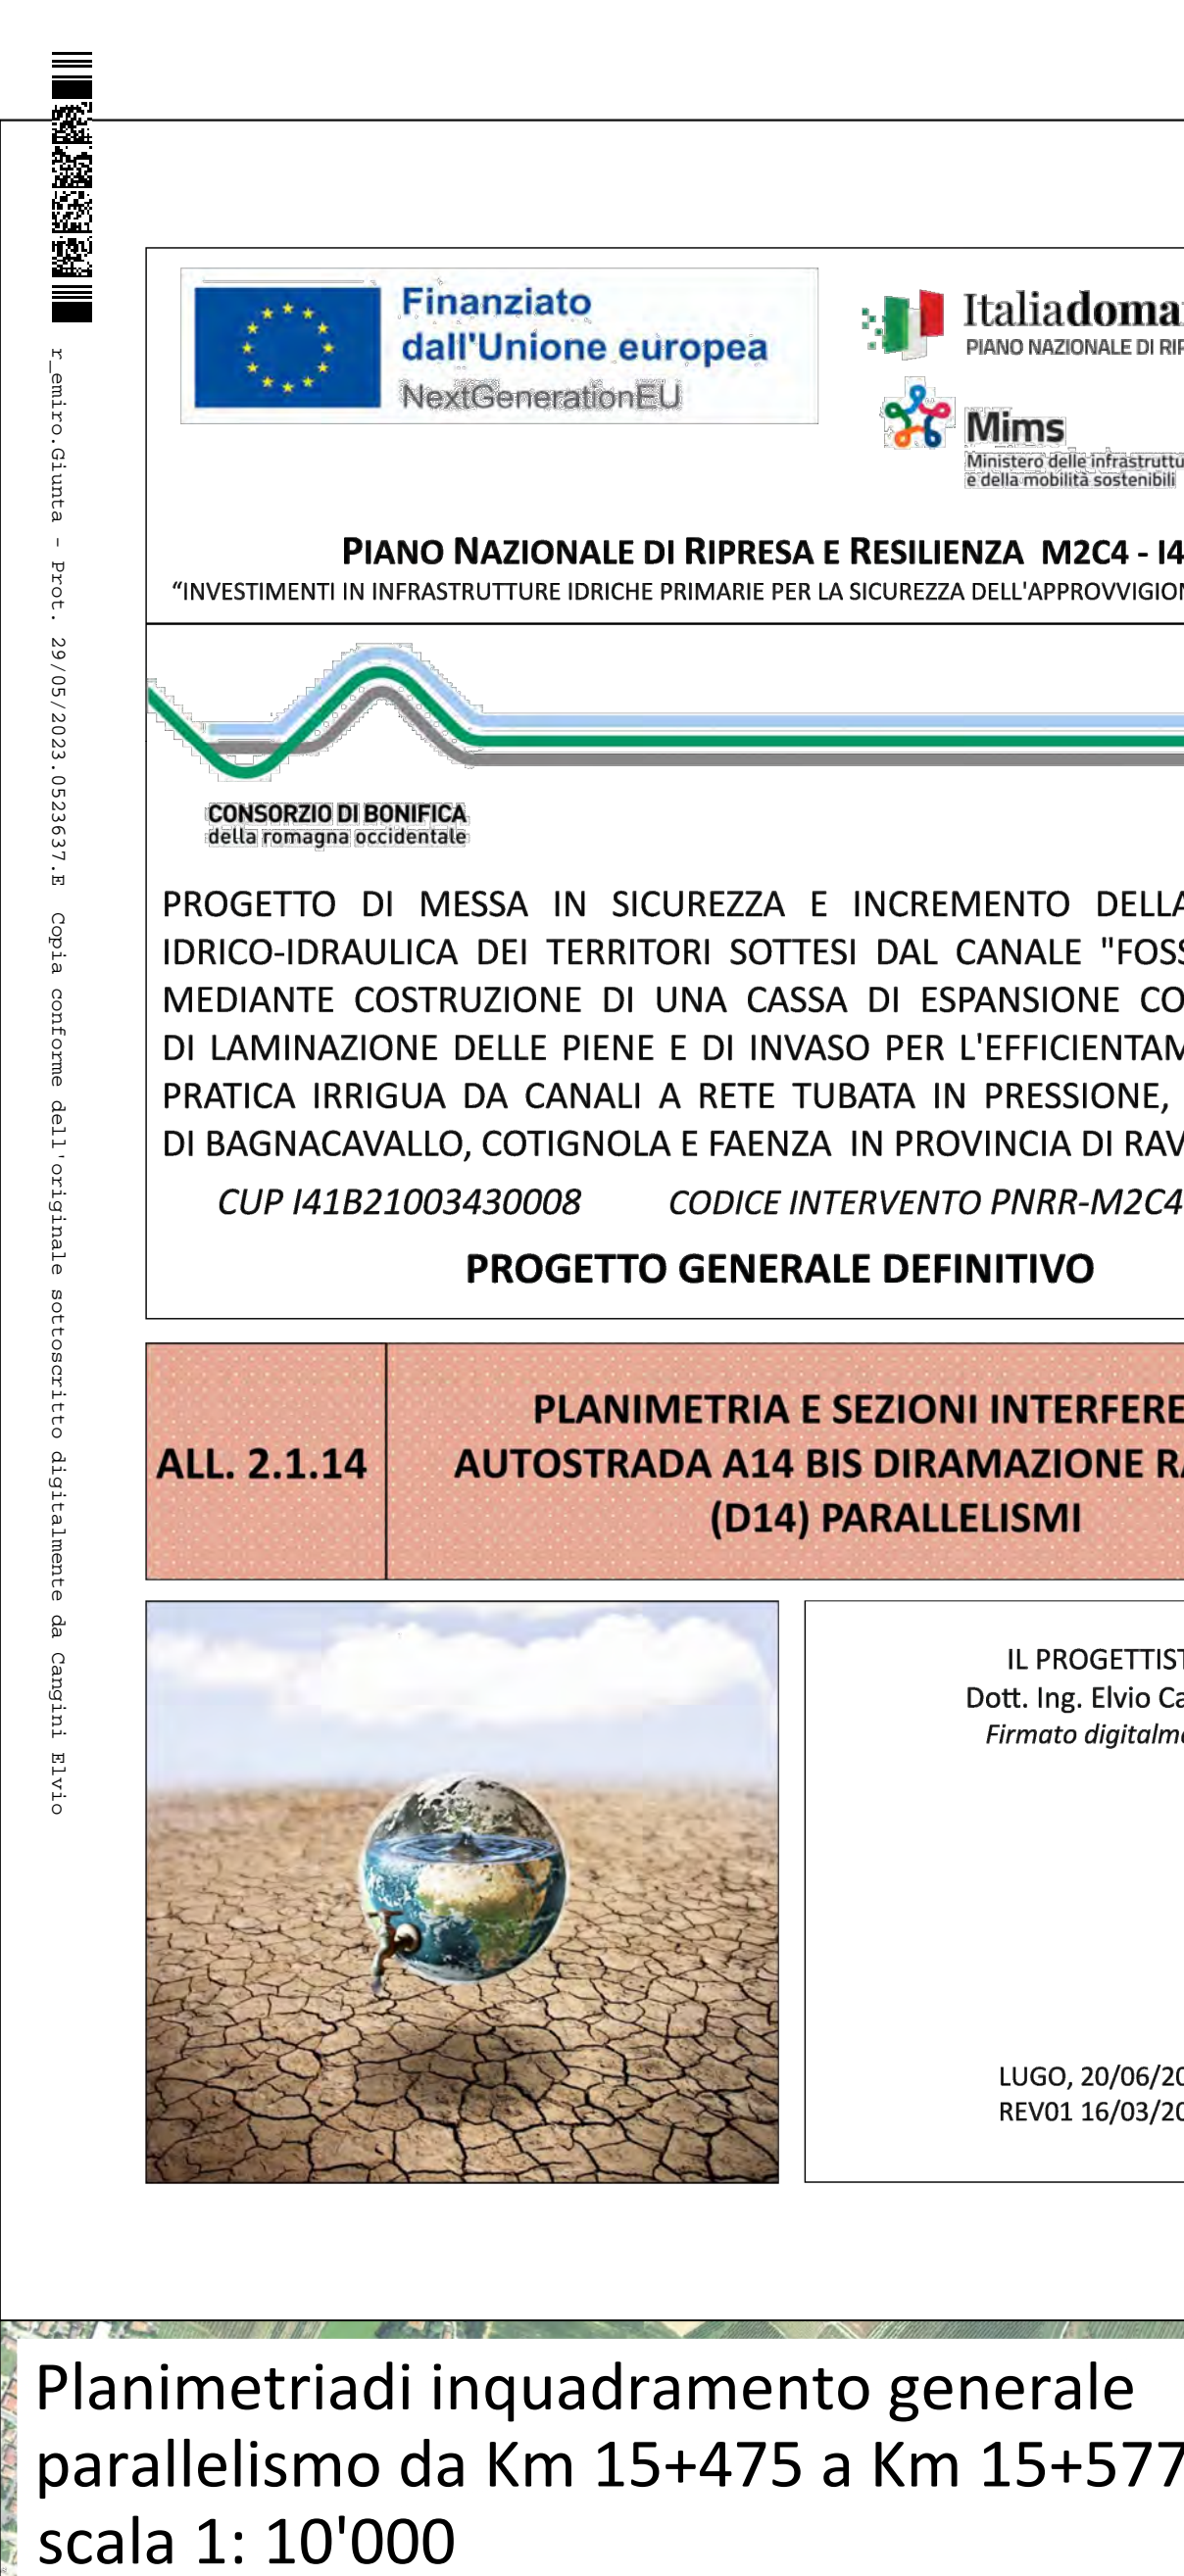 r_emiro.Giunta - Prot. 29/05/2023.0523637.E Copia conforme dell'originale sottoscritto digitalmente da Cangini Elvio
Finanziato
dall'Unione europea
NextGenerationEU
Italiadoma
PIANO NAZIONALE DI RIP
Mims
Ministero delle infrastruttu
e della mobilità sostenibili
PIANO NAZIONALE DI RIPRESA E RESILIENZA M2C4 - I4
“INVESTIMENTI IN INFRASTRUTTURE IDRICHE PRIMARIE PER LA SICUREZZA DELL'APPROVVIGION
CONSORZIO DI BONIFICA
della romagna occidentale
PROGETTO DI MESSA IN SICUREZZA E INCREMENTO DELLA
IDRICO-IDRAULICA DEI TERRITORI SOTTESI DAL CANALE "FOSS
MEDIANTE COSTRUZIONE DI UNA CASSA DI ESPANSIONE CO
DI LAMINAZIONE DELLE PIENE E DI INVASO PER L'EFFICIENTAM
PRATICA IRRIGUA DA CANALI A RETE TUBATA IN PRESSIONE,
DI BAGNACAVALLO, COTIGNOLA E FAENZA IN PROVINCIA DI RAV
CUP I41B21003430008 CODICE INTERVENTO PNRR-M2C4
PROGETTO GENERALE DEFINITIVO
ALL. 2.1.14
PLANIMETRIA E SEZIONI INTERFERE
AUTOSTRADA A14 BIS DIRAMAZIONE RA
(D14) PARALLELISMI
IL PROGETTIST
Dott. Ing. Elvio Ca
Firmato digitalme
LUGO, 20/06/20
REV01 16/03/20
Planimetriadi inquadramento generale
parallelismo da Km 15+475 a Km 15+577
scala 1: 10'000